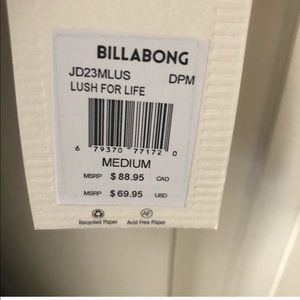 BILLABONG
JD23MLUS DPM
LUSH FOR LIFE
6 79370 77172 0
MEDIUM
MSRP $88.95 CAD
MSRP $69.95 USD
AF
Recycled Paper Acid Free Paper